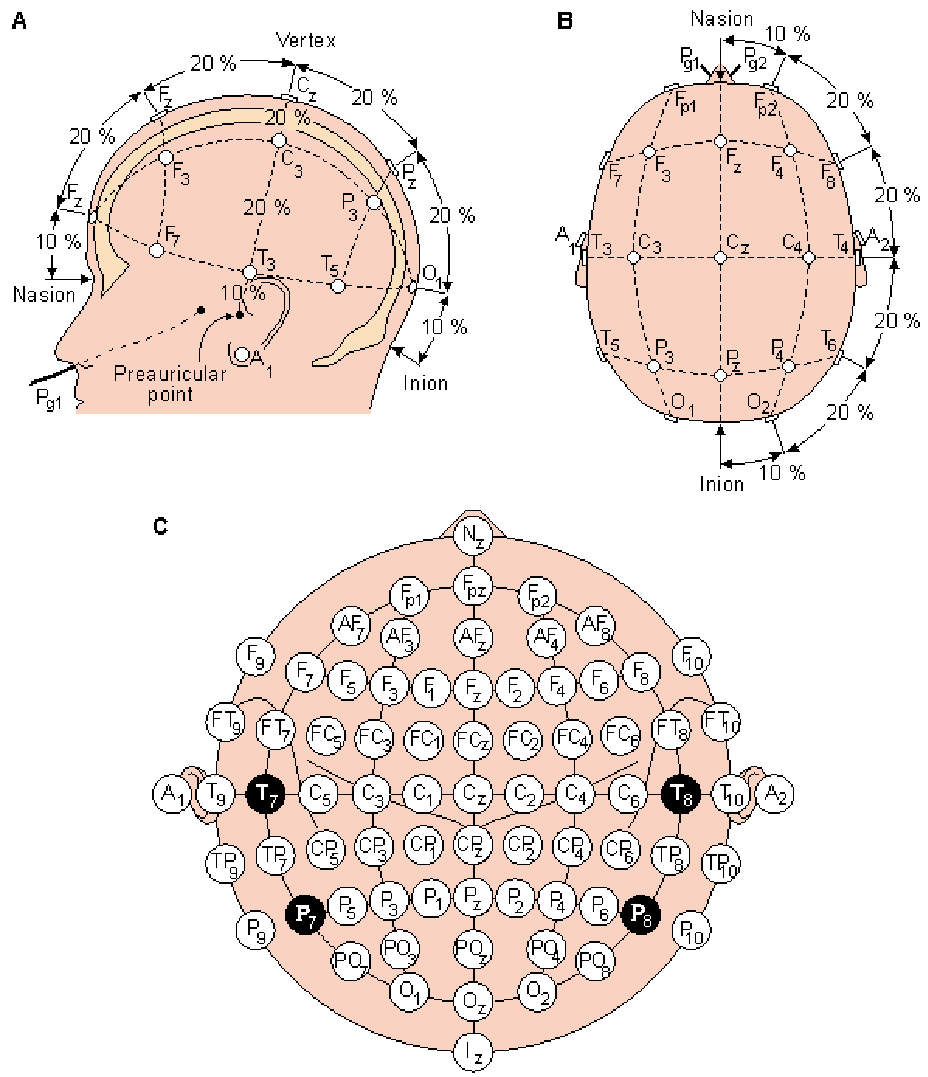 A
Vertex
20 % 20 %
Fz Cz
20 % 20 %
F3 C3 Pz
Fz 20 % P3 20 %
10 % F7 T3 T5 O1
Nasion 10 % 10 %
A1
Preauricular
point
Inion
Pg1
B
Nasion
10 %
Pg1 Pg2
Fp1 Fp2 20 %
F7 F3 Fz F4 F8
20 %
A1 T3 C3 Cz C4 T4 A2
20 %
T5 P3 Pz P4 T6
O1 O2 20 %
10 %
Inion
C
Nz
Fp1 Fpz Fp2
AF7 AF3 AFz AF4 AF8
F9 F7 F5 F3 F1 Fz F2 F4 F6 F8 F10
FT9 FT7 FC5 FC3 FC1 FCz FC2 FC4 FC6 FT8 FT10
A1 T9 T7 C5 C3 C1 Cz C2 C4 C6 T8 T10 A2
TP9 TP7 CP5 CP3 CP1 CPz CP2 CP4 CP6 TP8 TP10
P9 P7 P5 P3 P1 Pz P2 P4 P6 P8 P10
PO7 PO3 POz PO4 PO8
O1 Oz O2
Iz